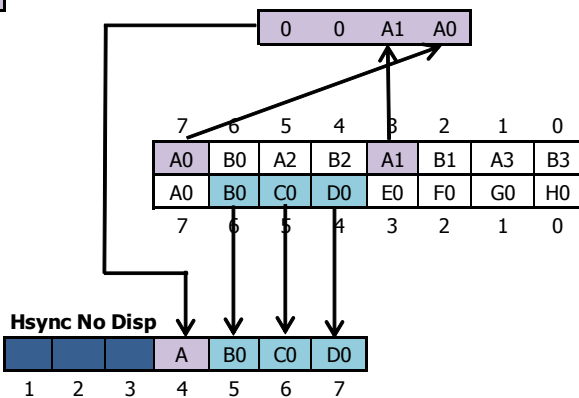 0 0 A1 A0
7 6 5 4 3 2 1 0
A0 B0 A2 B2 A1 B1 A3 B3
A0 B0 C0 D0 E0 F0 G0 H0
7 6 5 4 3 2 1 0
Hsync No Disp
A B0 C0 D0
1 2 3 4 5 6 7